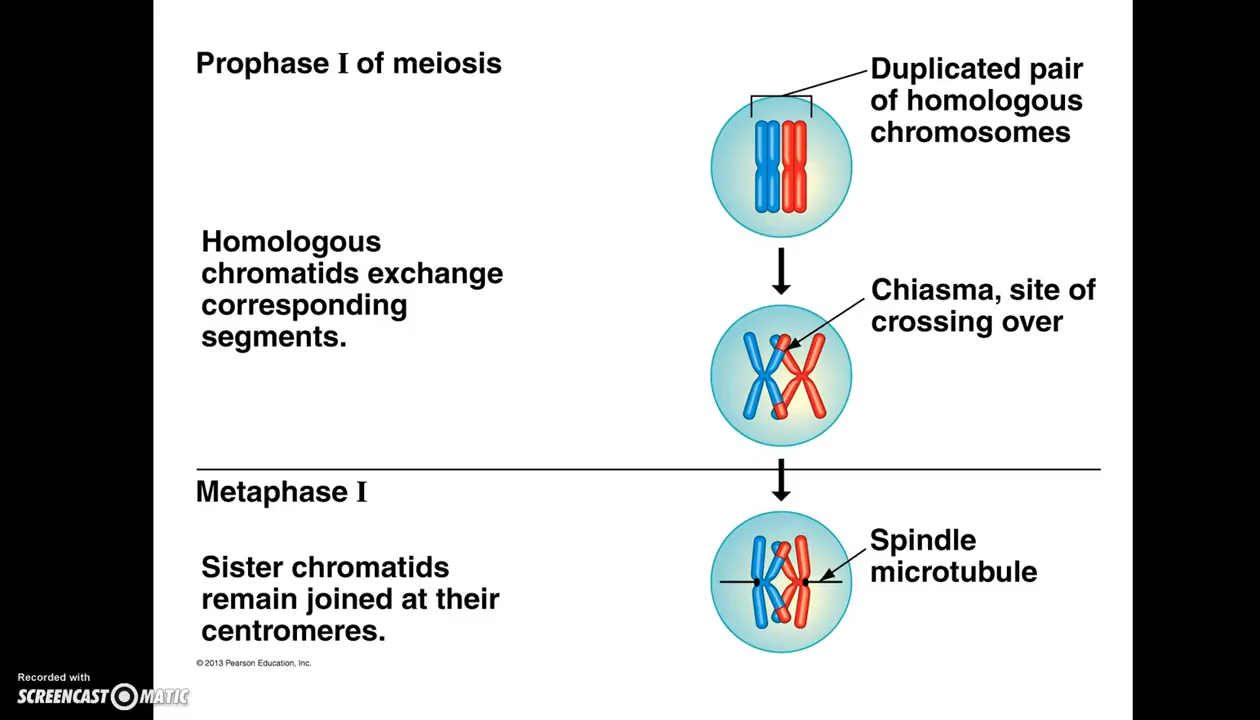 Prophase I of meiosis
Duplicated pair
of homologous
chromosomes
Homologous
chromatids exchange
corresponding
segments.
Chiasma, site of
crossing over
Metaphase I
Sister chromatids
remain joined at their
centromeres.
Spindle
microtubule
© 2013 Pearson Education, Inc.
Recorded with
SCREENCAST MATIC